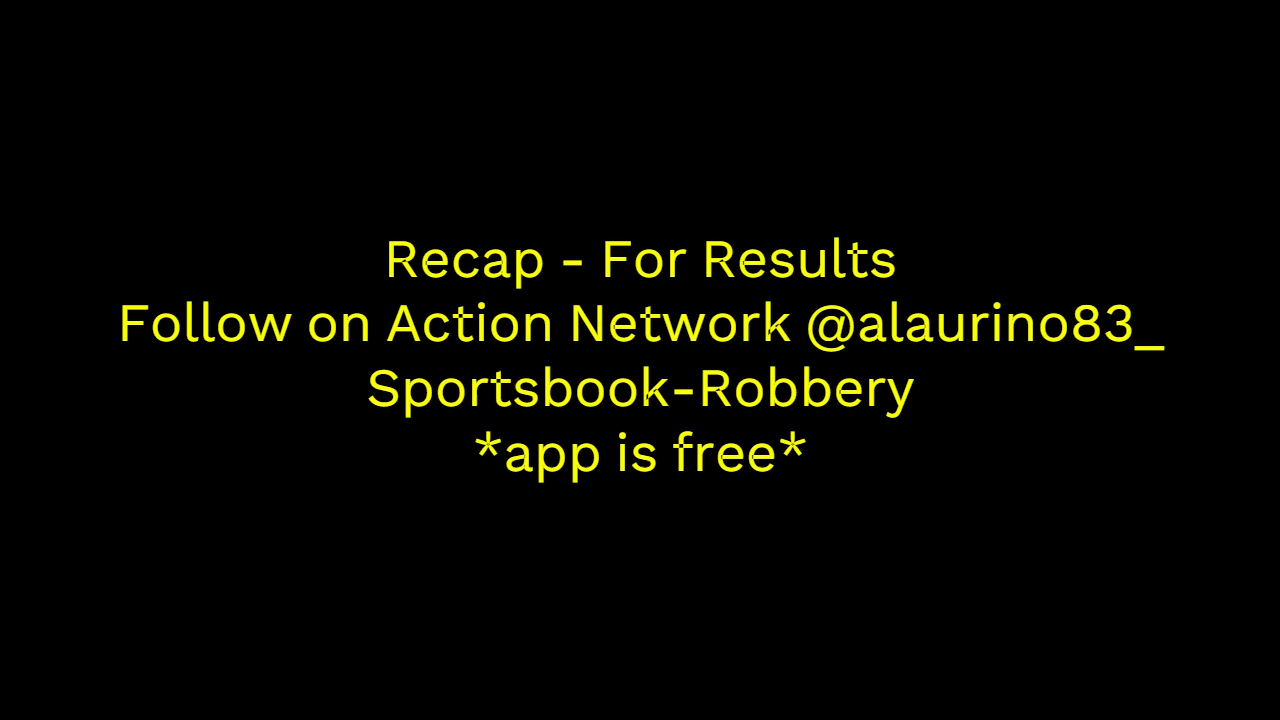 Recap - For Results
Follow on Action Network @alaurino83_
Sportsbook-Robbery
*app is free*